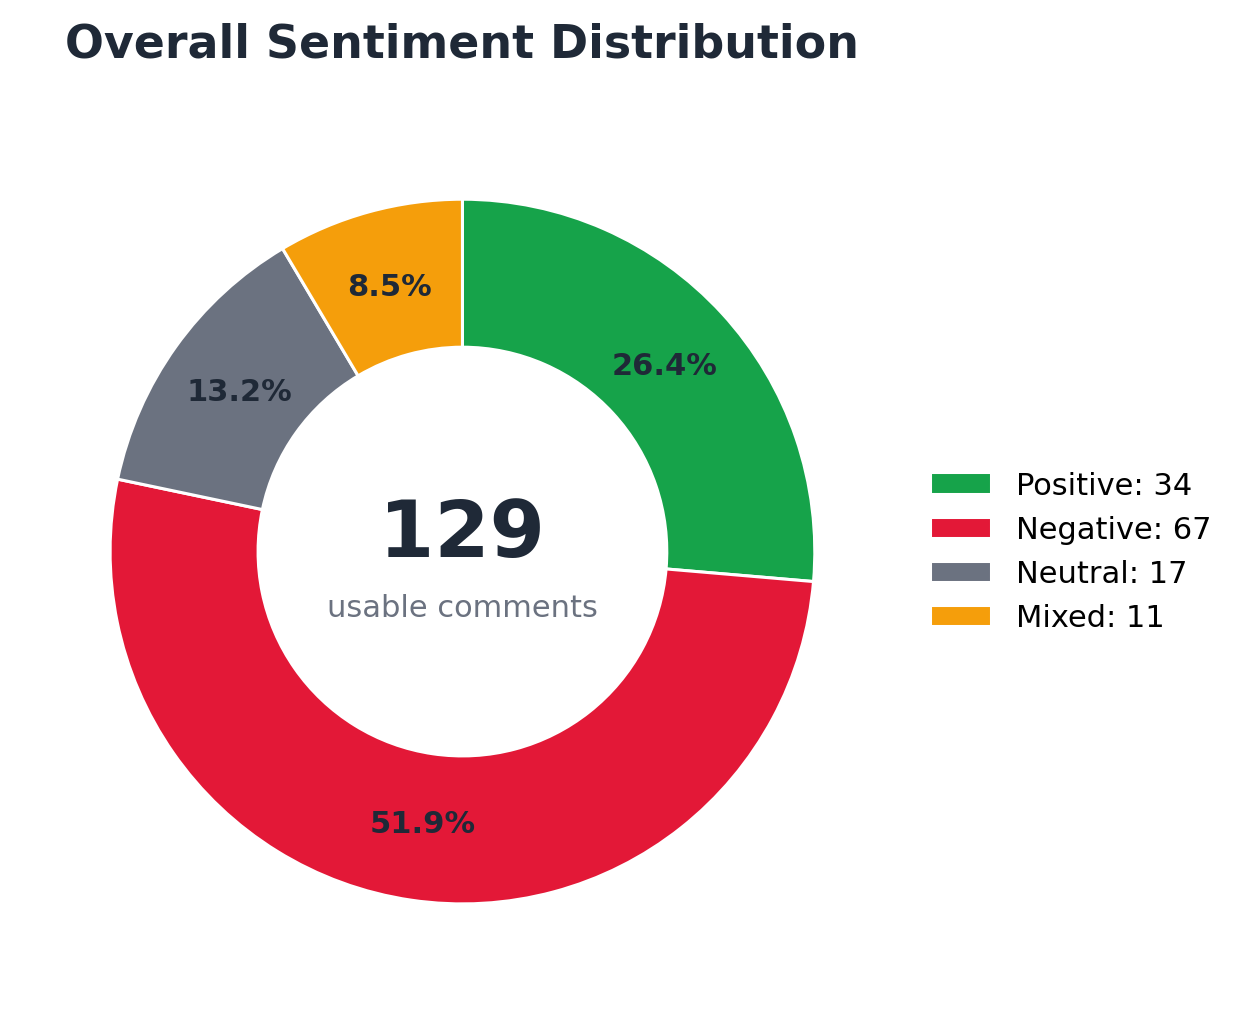 Overall Sentiment Distribution
8.5%
26.4%
13.2%
129
usable comments
51.9%
Positive: 34
Negative: 67
Neutral: 17
Mixed: 11